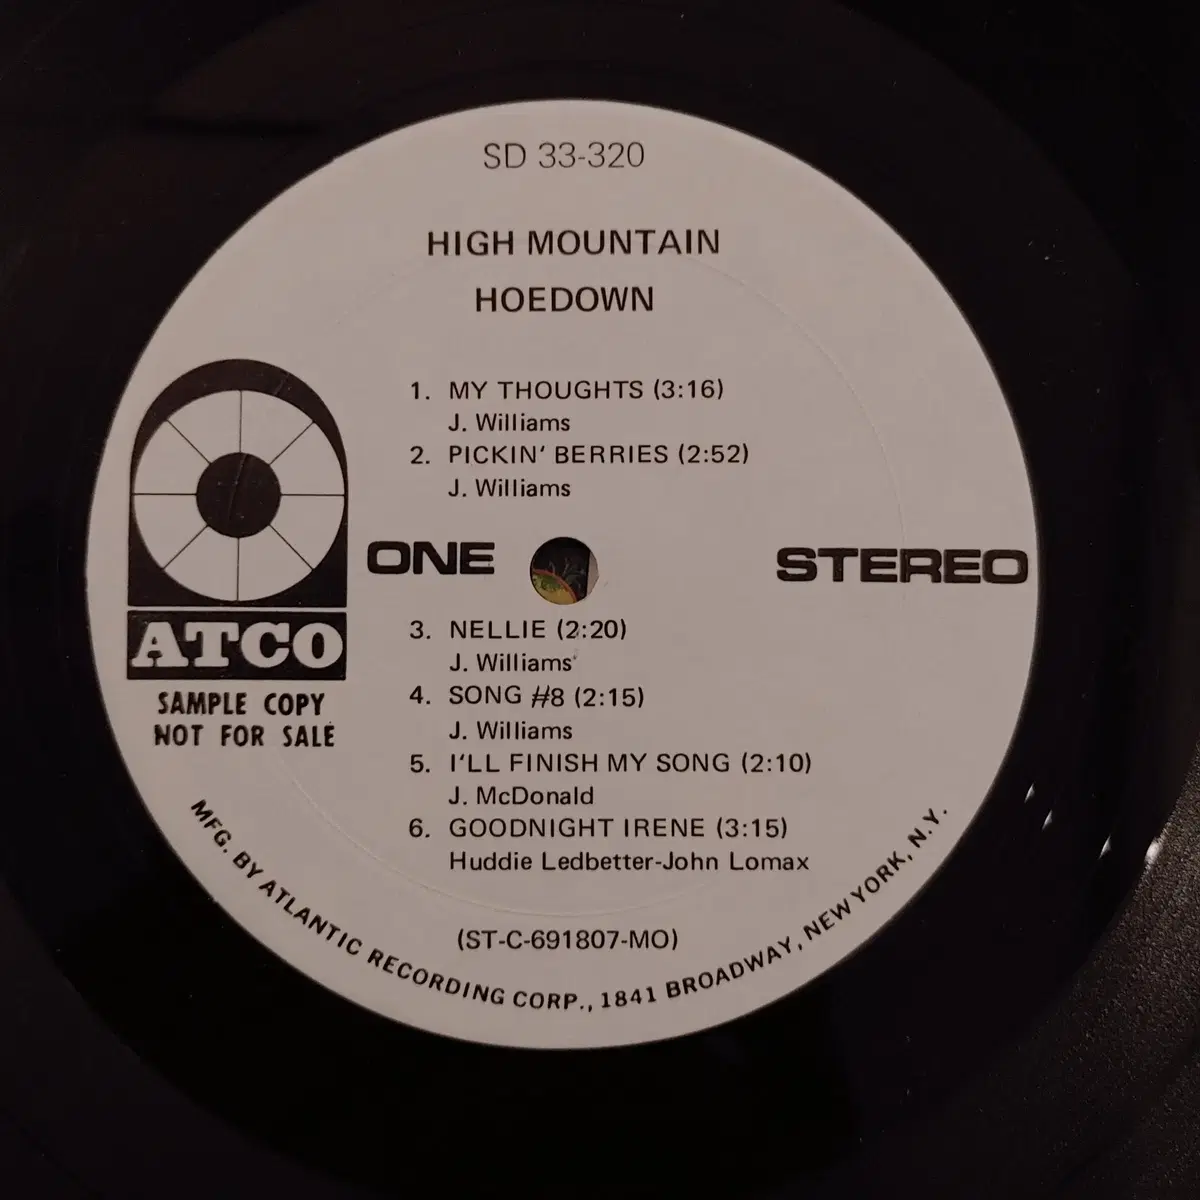 SD 33-320
HIGH MOUNTAIN
HOEDOWN
1. MY THOUGHTS (3:16)
J. Williams
2. PICKIN' BERRIES (2:52)
J. Williams
ONE
STEREO
3. NELLIE (2:20)
J. Williams
4. SONG #8 (2:15)
J. Williams
5. I'LL FINISH MY SONG (2:10)
J. McDonald
6. GOODNIGHT IRENE (3:15)
Huddie Ledbetter-John Lomax
(ST-C-691807-MO)
ATCO
SAMPLE COPY
NOT FOR SALE
MFG. BY ATLANTIC RECORDING CORP., 1841 BROADWAY, NEW YORK, N.Y.